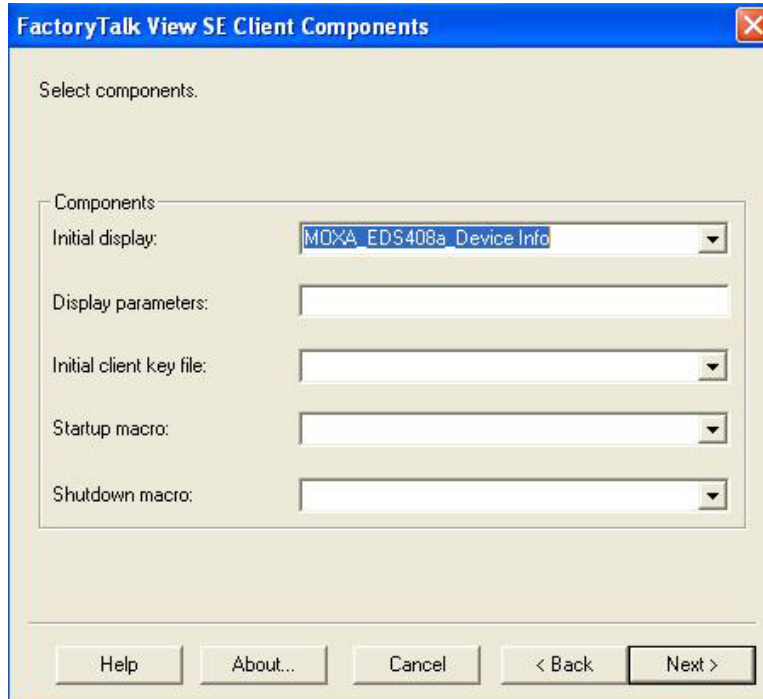 FactoryTalk View SE Client Components
Select components.
Components
Initial display: MOXA_EDS408a_Device Info
Display parameters:
Initial client key file:
Startup macro:
Shutdown macro:
Help About... Cancel < Back Next >